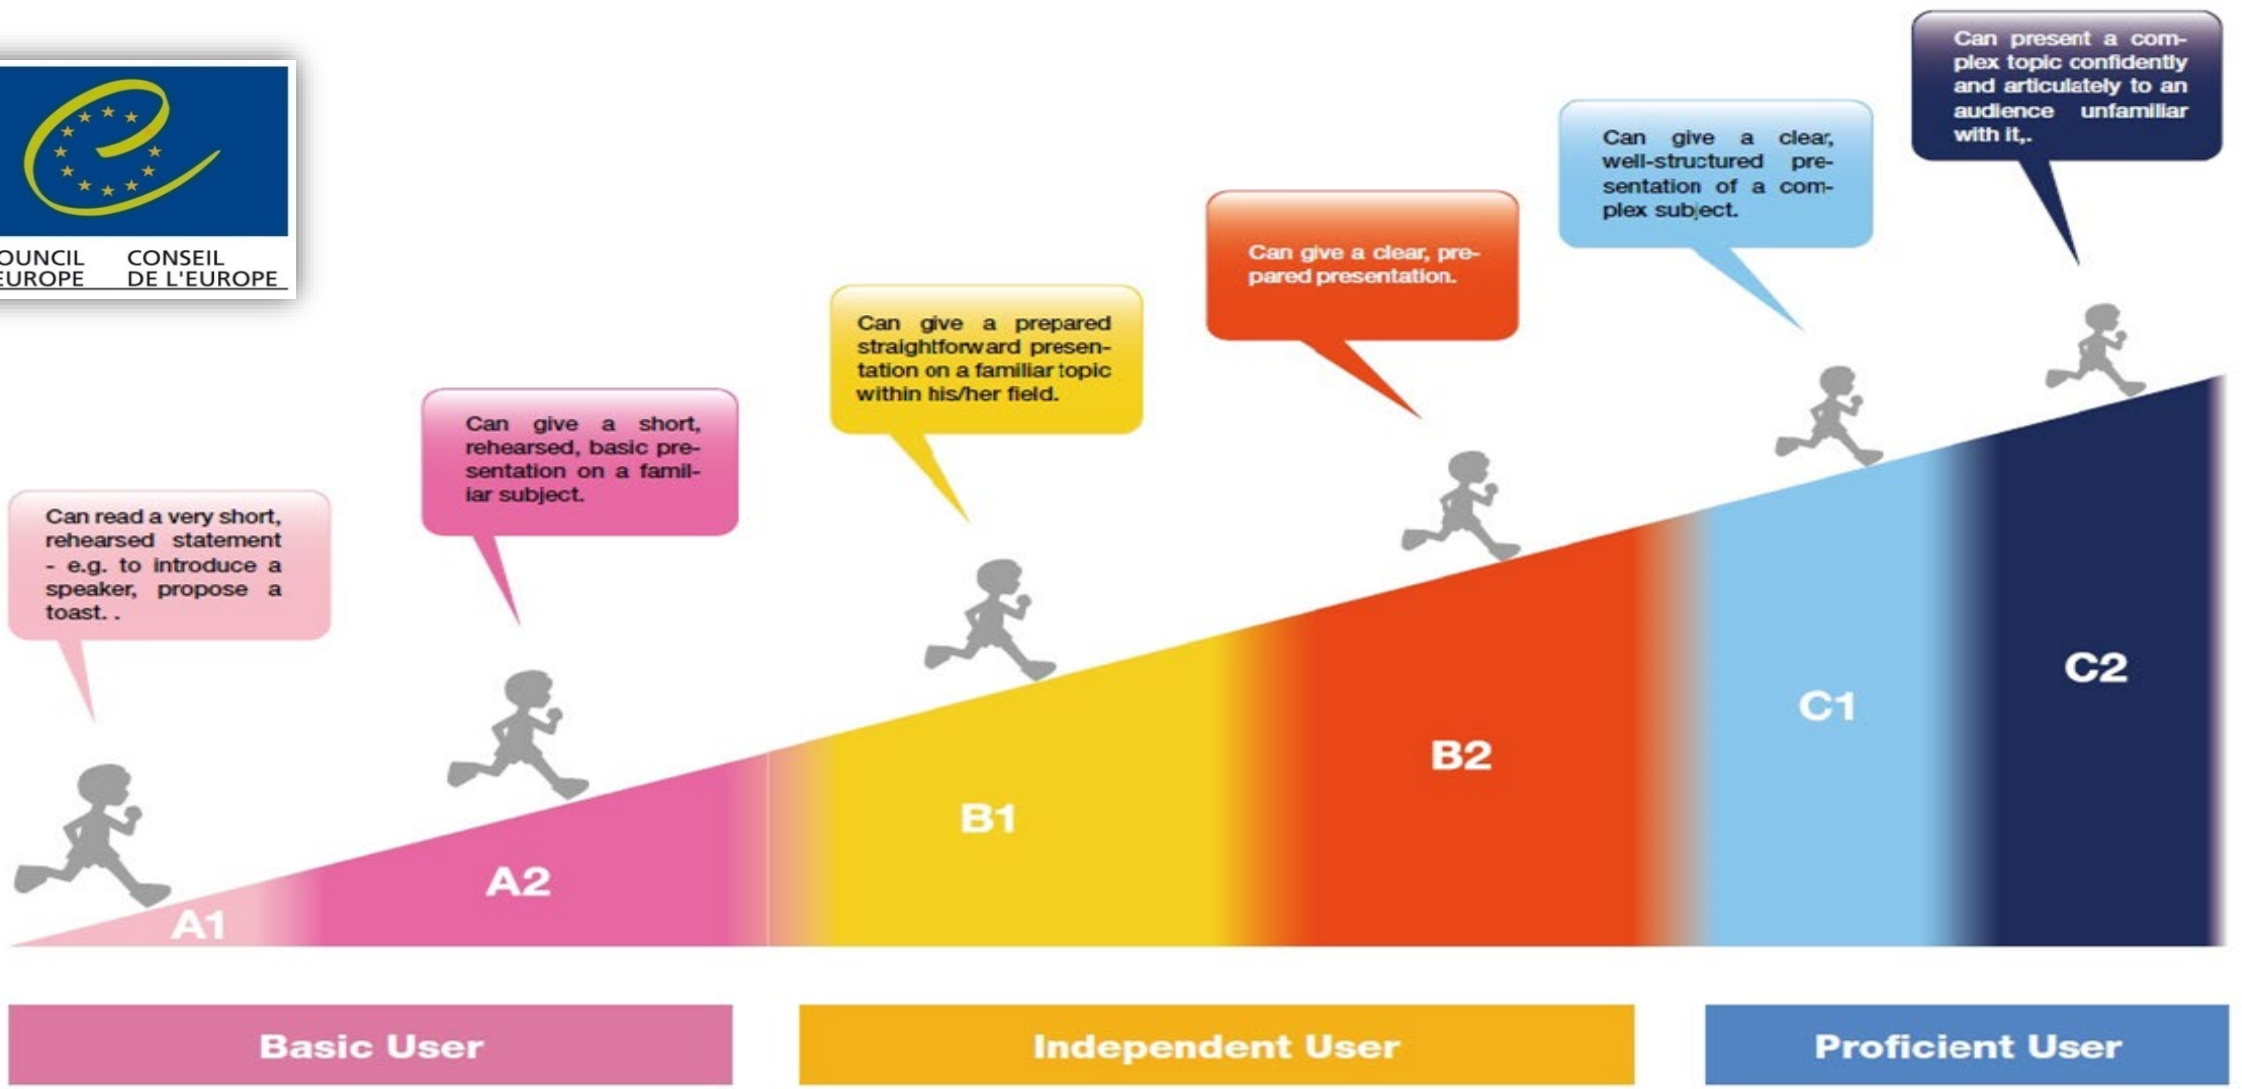 OUNCIL CONSEIL
EUROPE DE L'EUROPE
Can read a very short,
rehearsed statement
- e.g. to introduce a
speaker, propose a
toast. .
Can give a short,
rehearsed, basic pre-
sentation on a famil-
iar subject.
Can give a prepared
straightforward presen-
tation on a familiar topic
within his/her field.
Can give a clear, pre-
pared presentation.
Can give a clear,
well-structured pre-
sentation of a com-
plex subject.
Can present a com-
plex topic confidently
and articulately to an
audience unfamiliar
with it,.
A1
A2
B1
B2
C1
C2
Basic User
Independent User
Proficient User